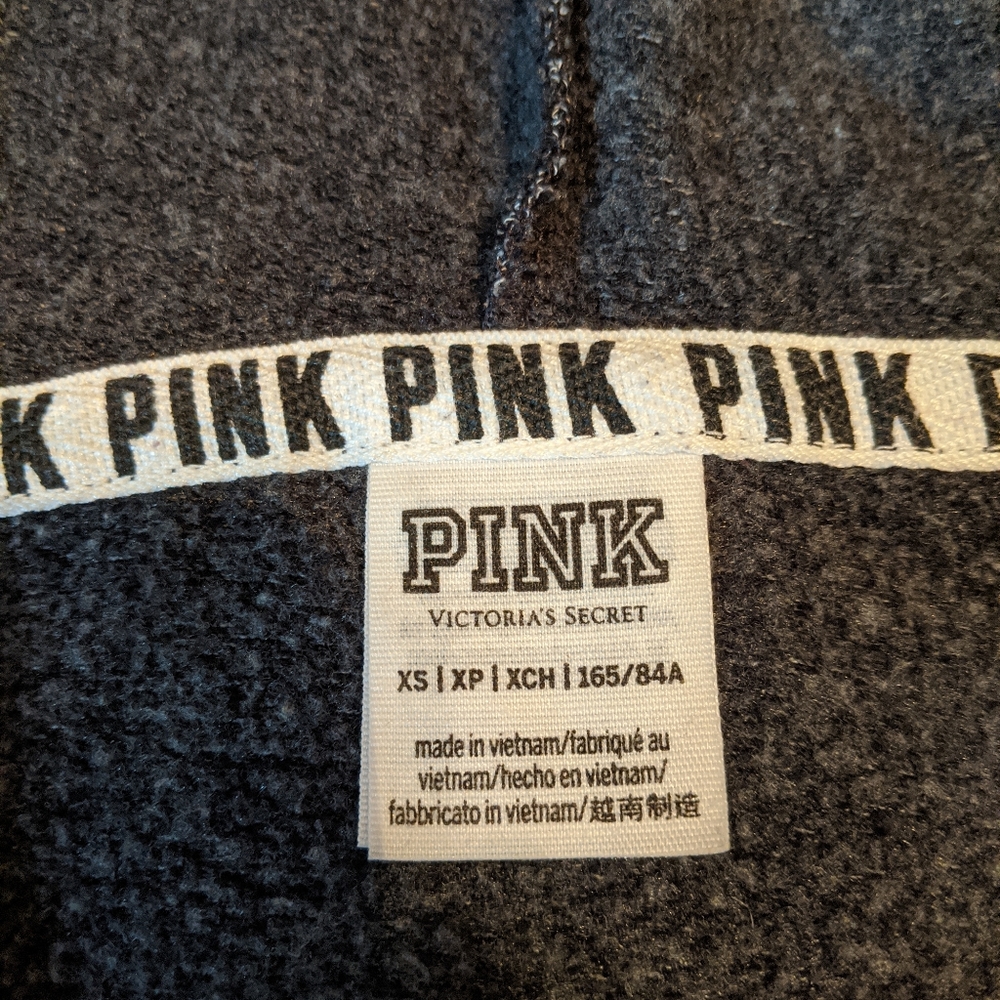 K PINK PINK PINK P
PINK
VICTORIA'S SECRET
XS | XP | XCH | 165/84A
made in vietnam/fabriqué au
vietnam/hecho en vietnam/
fabbricato in vietnam/越南制造